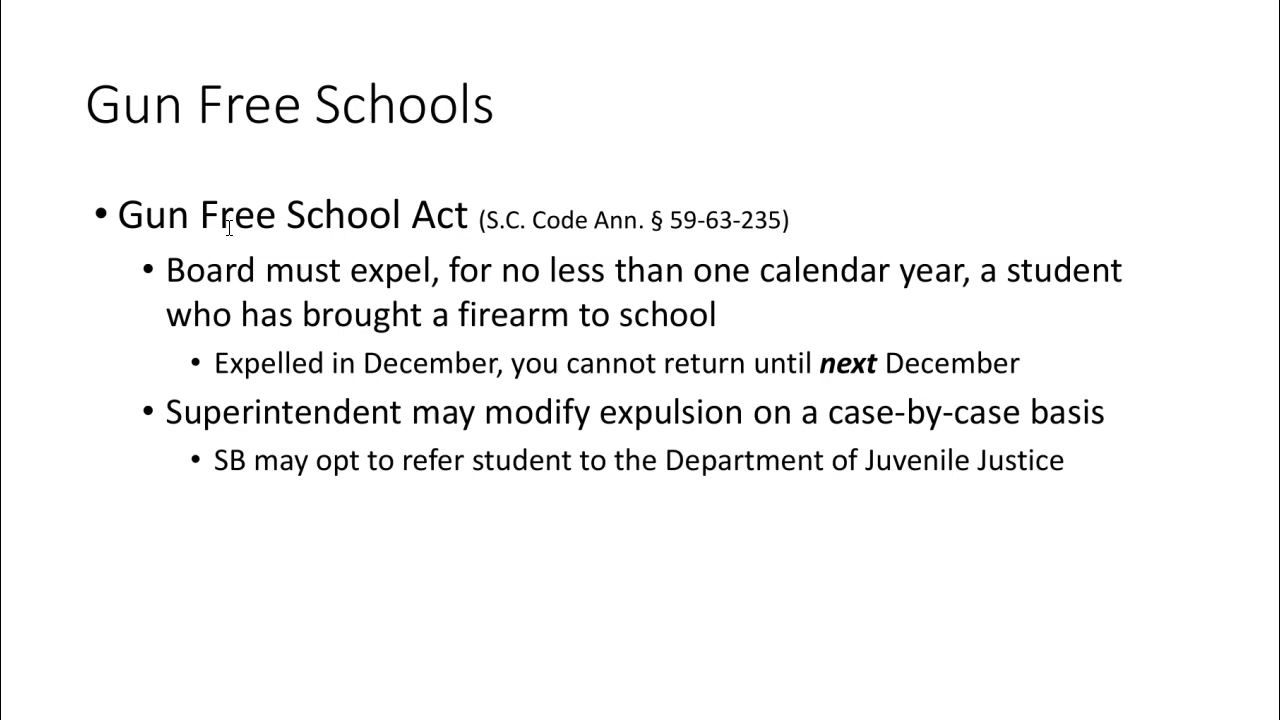 Gun Free Schools
• Gun Free School Act (S.C. Code Ann. § 59-63-235)
• Board must expel, for no less than one calendar year, a student
who has brought a firearm to school
• Expelled in December, you cannot return until next December
• Superintendent may modify expulsion on a case-by-case basis
• SB may opt to refer student to the Department of Juvenile Justice